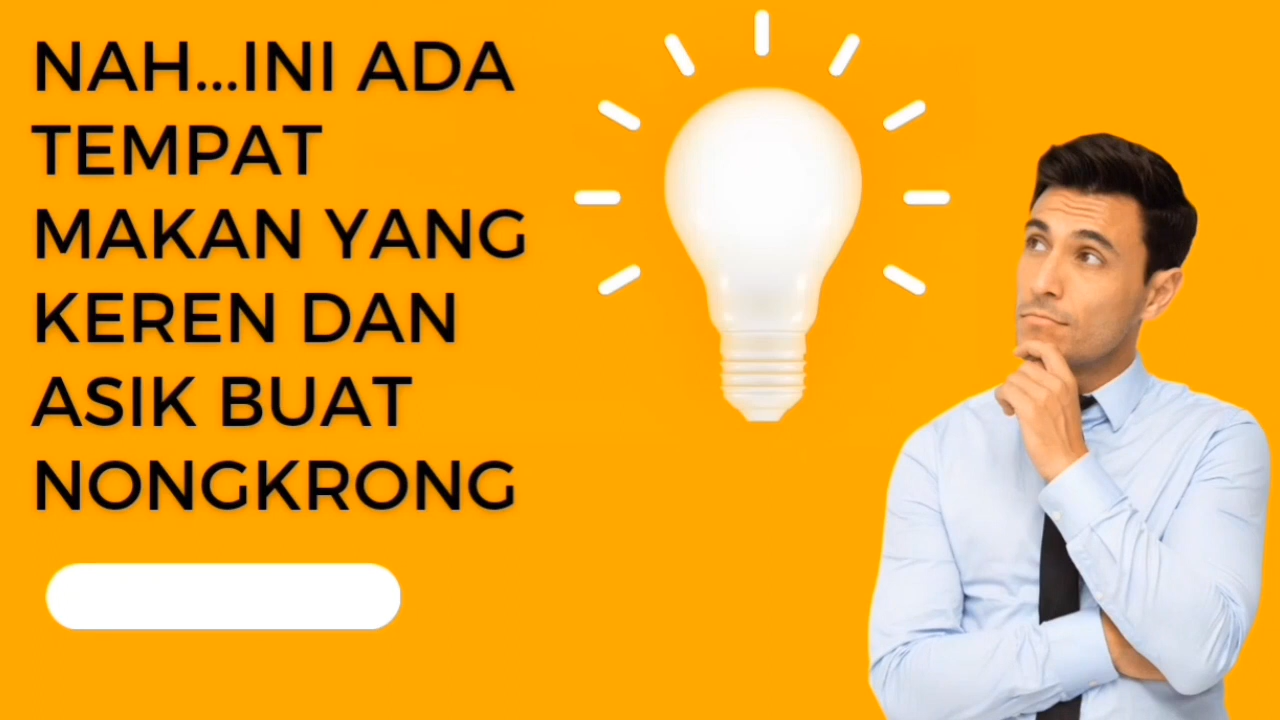 NAH...INI ADA
TEMPAT
MAKAN YANG
KEREN DAN
ASIK BUAT
NONGKRONG